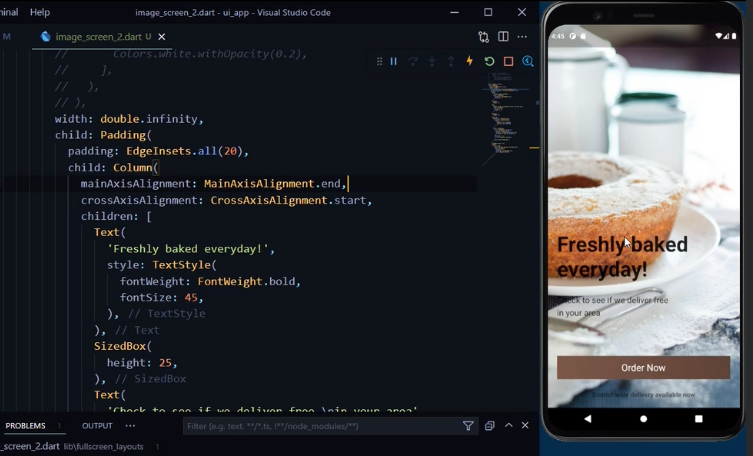 minal Help image_screen_2.dart - ui_app - Visual Studio Code
M image_screen_2.dart U
// Colors.white.withOpacity(0.2),
// ],
// ),
// ),
width: double.infinity,
child: Padding(
padding: EdgeInsets.all(20),
child: Column(
mainAxisAlignment: MainAxisAlignment.end,
crossAxisAlignment: CrossAxisAlignment.start,
children: [
Text(
'Freshly baked everyday!',
style: TextStyle(
fontWeight: FontWeight.bold,
fontSize: 45,
), // TextStyle
), // Text
SizedBox(
height: 25,
), // SizedBox
Text(
'Check to see if we deliver free \nin your area'
PROBLEMS 1 OUTPUT ... Filter (e.g. text, **/*.ts, !**/node_modules/**)
_screen_2.dart lib\fullscreen_layouts 1
4:45
Freshly baked
everyday!
Check to see if we deliver free
in your area
Order Now
wide delivery available now